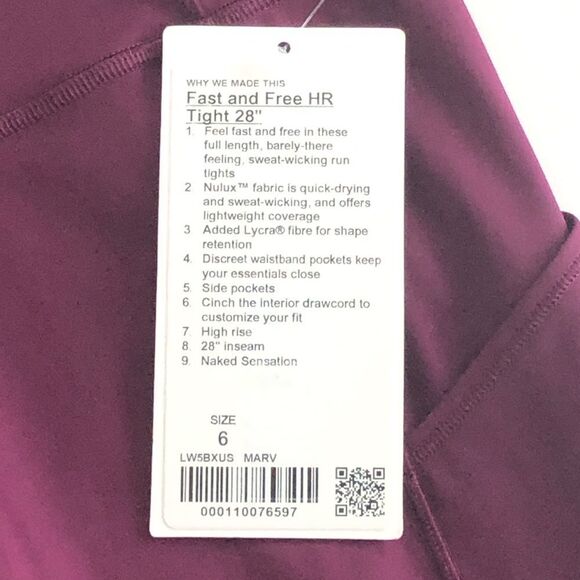 WHY WE MADE THIS
Fast and Free HR
Tight 28"
1. Feel fast and free in these
full length, barely-there
feeling, sweat-wicking run
tights
2 Nulux™ fabric is quick-drying
and sweat-wicking, and offers
lightweight coverage
3 Added Lycra® fibre for shape
retention
4. Discreet waistband pockets keep
your essentials close
5. Side pockets
6. Cinch the interior drawcord to
customize your fit
7. High rise
8. 28" inseam
9. Naked Sensation
SIZE
6
LW5BXUS MARV
000110076597